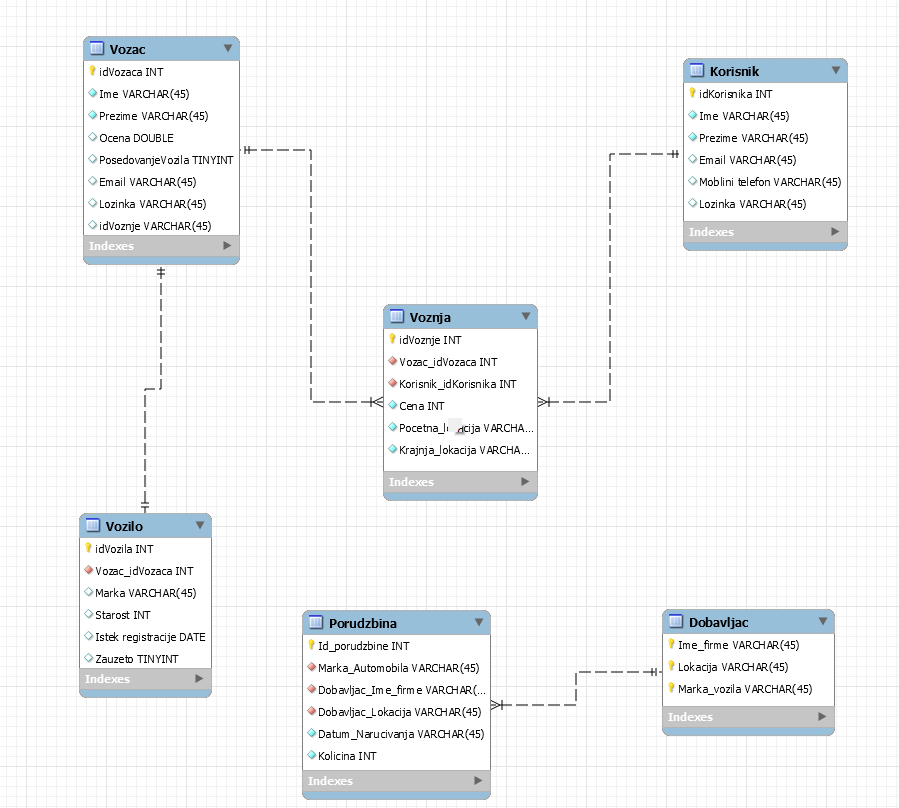 Vozac
idVozaca INT
Ime VARCHAR(45)
Prezime VARCHAR(45)
Ocena DOUBLE
PosedovanjeVozila TINYINT
Email VARCHAR(45)
Lozinka VARCHAR(45)
idVoznje VARCHAR(45)
Indexes
Korisnik
idKorisnika INT
Ime VARCHAR(45)
Prezime VARCHAR(45)
Email VARCHAR(45)
Moblini telefon VARCHAR(45)
Lozinka VARCHAR(45)
Indexes
Voznja
idVoznje INT
Vozac_idVozaca INT
Korisnik_idKorisnika INT
Cena INT
VARCHA...
Krajnja_lokacija VARCHA...
Indexes
Vozilo
idVozila INT
Vozac_idVozaca INT
Marka VARCHAR(45)
Starost INT
Istek registracije DATE
Zauzeto TINYINT
Indexes
Porudzbina
Id_porudzbine INT
Marka_Automobila VARCHAR(45)
Dobavljac_Ime_firme VARCHAR(...
Dobavljac_Lokacija VARCHAR(45)
Datum_Narucivanja VARCHAR(45)
Kolicina INT
Indexes
Dobavljac
Ime_firme VARCHAR(45)
Lokacija VARCHAR(45)
Marka_vozila VARCHAR(45)
Indexes